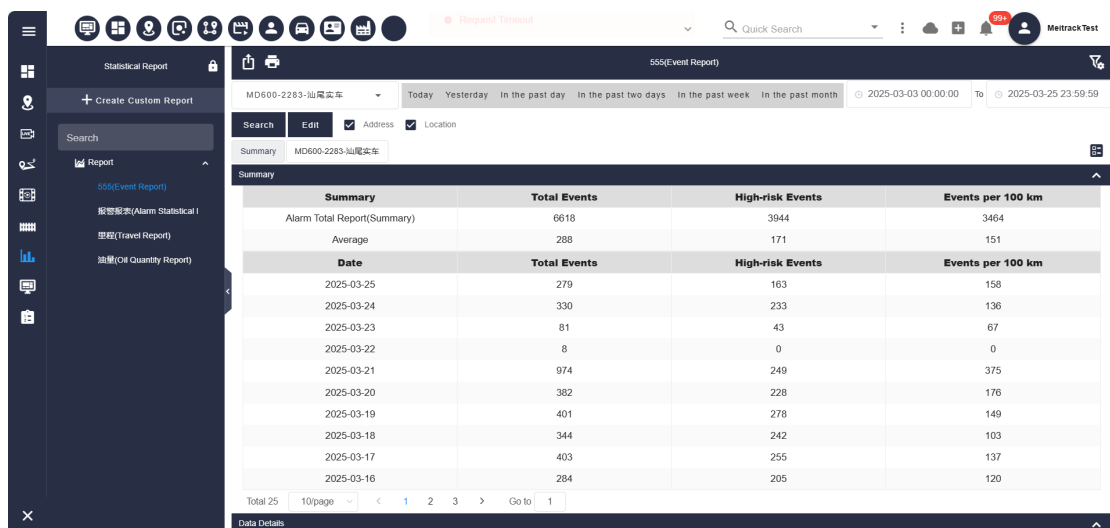 Request Timeout
Quick Search
99+
MeitrackTest
Statistical Report
555(Event Report)
+ Create Custom Report
MD600-2283-汕尾实车
Today Yesterday In the past day In the past two days In the past week In the past month
2025-03-03 00:00:00 To 2025-03-25 23:59:59
Search Edit Address Location
Search
Summary MD600-2283-汕尾实车
Report
Summary
555(Event Report)
报警报表(Alarm Statistical I
里程(Travel Report)
油量(Oil Quantity Report)
Summary Total Events High-risk Events Events per 100 km
Alarm Total Report(Summary) 6618 3944 3464
Average 288 171 151
Date Total Events High-risk Events Events per 100 km
2025-03-25 279 163 158
2025-03-24 330 233 136
2025-03-23 81 43 67
2025-03-22 8 0 0
2025-03-21 974 249 375
2025-03-20 382 228 176
2025-03-19 401 278 149
2025-03-18 344 242 103
2025-03-17 403 255 137
2025-03-16 284 205 120
Total 25 10/page 1 2 3 Go to 1
Data Details